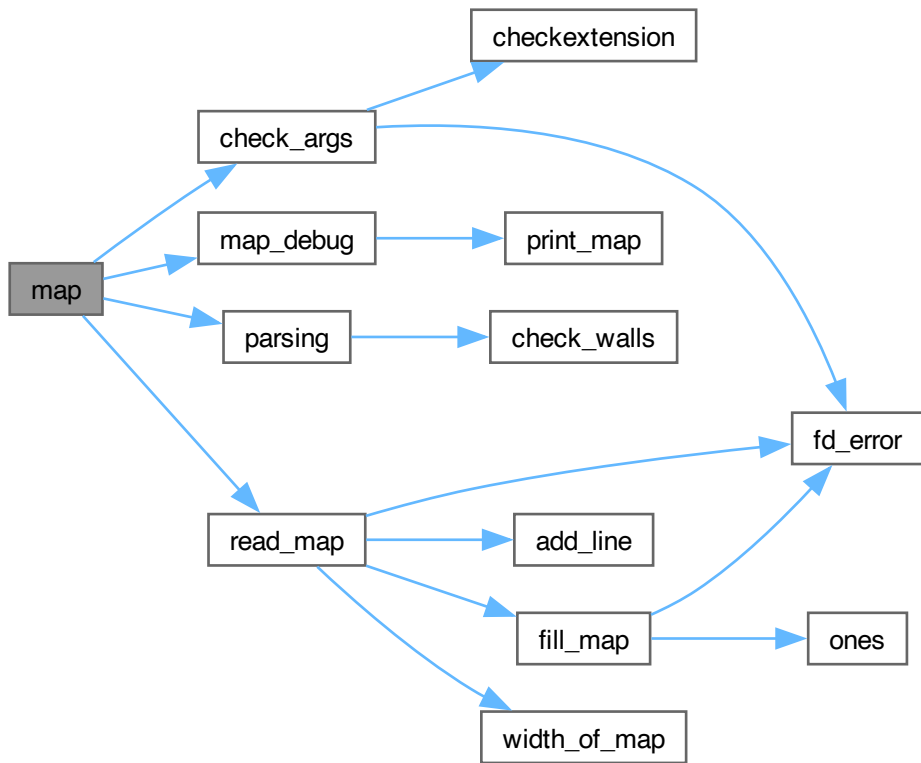 checkextension
check_args
map_debug
print_map
map
parsing
check_walls
fd_error
read_map
add_line
fill_map
ones
width_of_map